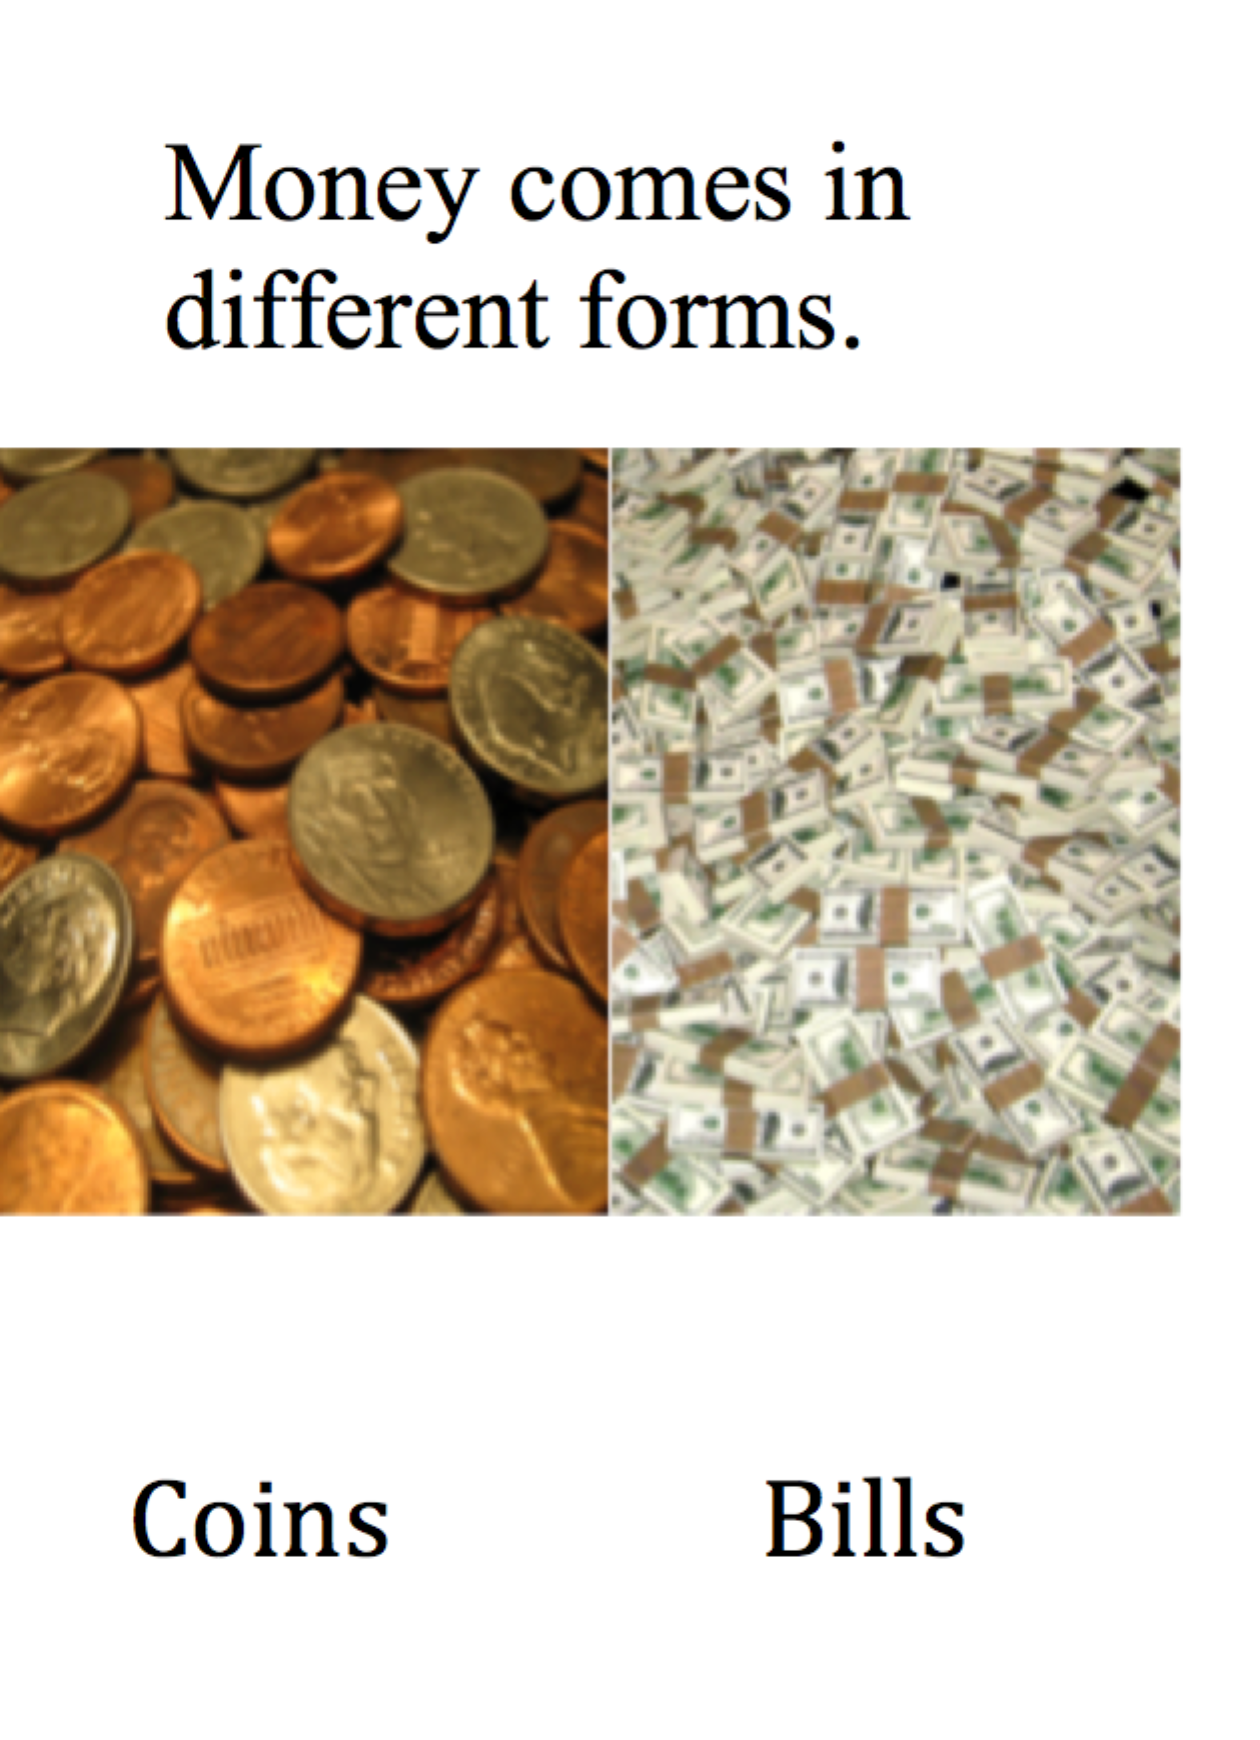 Money comes in
different forms.
Coins
Bills